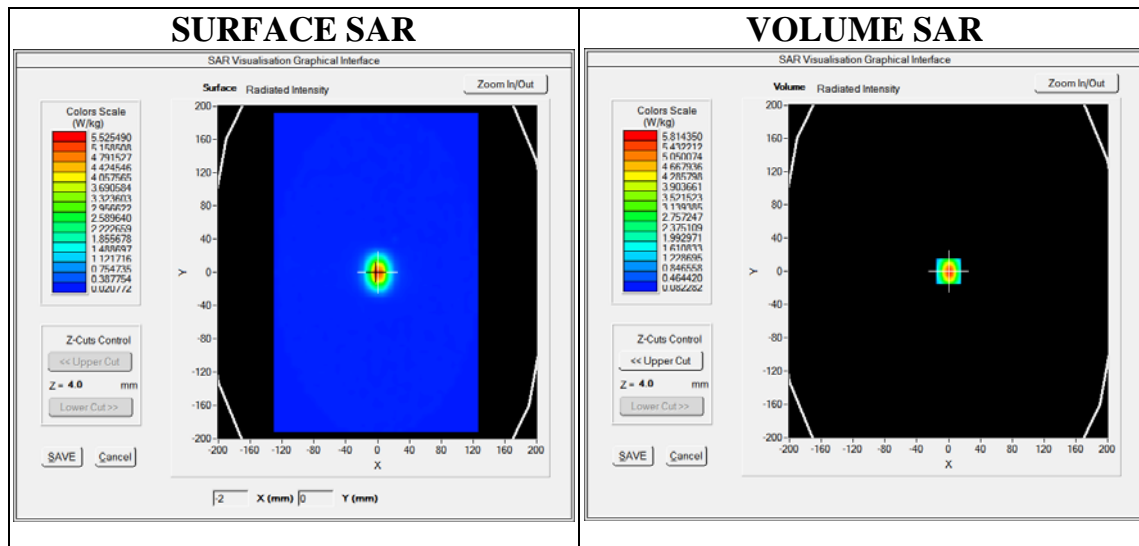 SURFACE SAR
SAR Visualisation Graphical Interface
Surface Radiated Intensity
Zoom In/Out
Colors Scale
(W/kg)
5.525490
5.158508
4.791527
4.424546
4.057565
3.690584
3.323603
2.956622
2.589640
2.222659
1.855678
1.488697
1.121716
0.754735
0.387754
0.020772
Z-Cuts Control
<< Upper Cut
Z = 4.0 mm
Lower Cut >>
SAVE Cancel
200
160
120
80
40
0
-40
-80
-120
-160
-200
Y
-200 -160 -120 -80 -40 0 40 80 120 160 200
X
-2 X (mm) 0 Y (mm)
VOLUME SAR
SAR Visualisation Graphical Interface
Volume Radiated Intensity
Zoom In/Out
Colors Scale
(W/kg)
5.814350
5.432212
5.050074
4.667936
4.285798
3.903661
3.521523
3.139385
2.757247
2.375109
1.992971
1.610833
1.228695
0.846558
0.464420
0.082282
Z-Cuts Control
<< Upper Cut
Z = 4.0 mm
Lower Cut >>
SAVE Cancel
200
160
120
80
40
0
-40
-80
-120
-160
-200
Y
-200 -160 -120 -80 -40 0 40 80 120 160 200
X